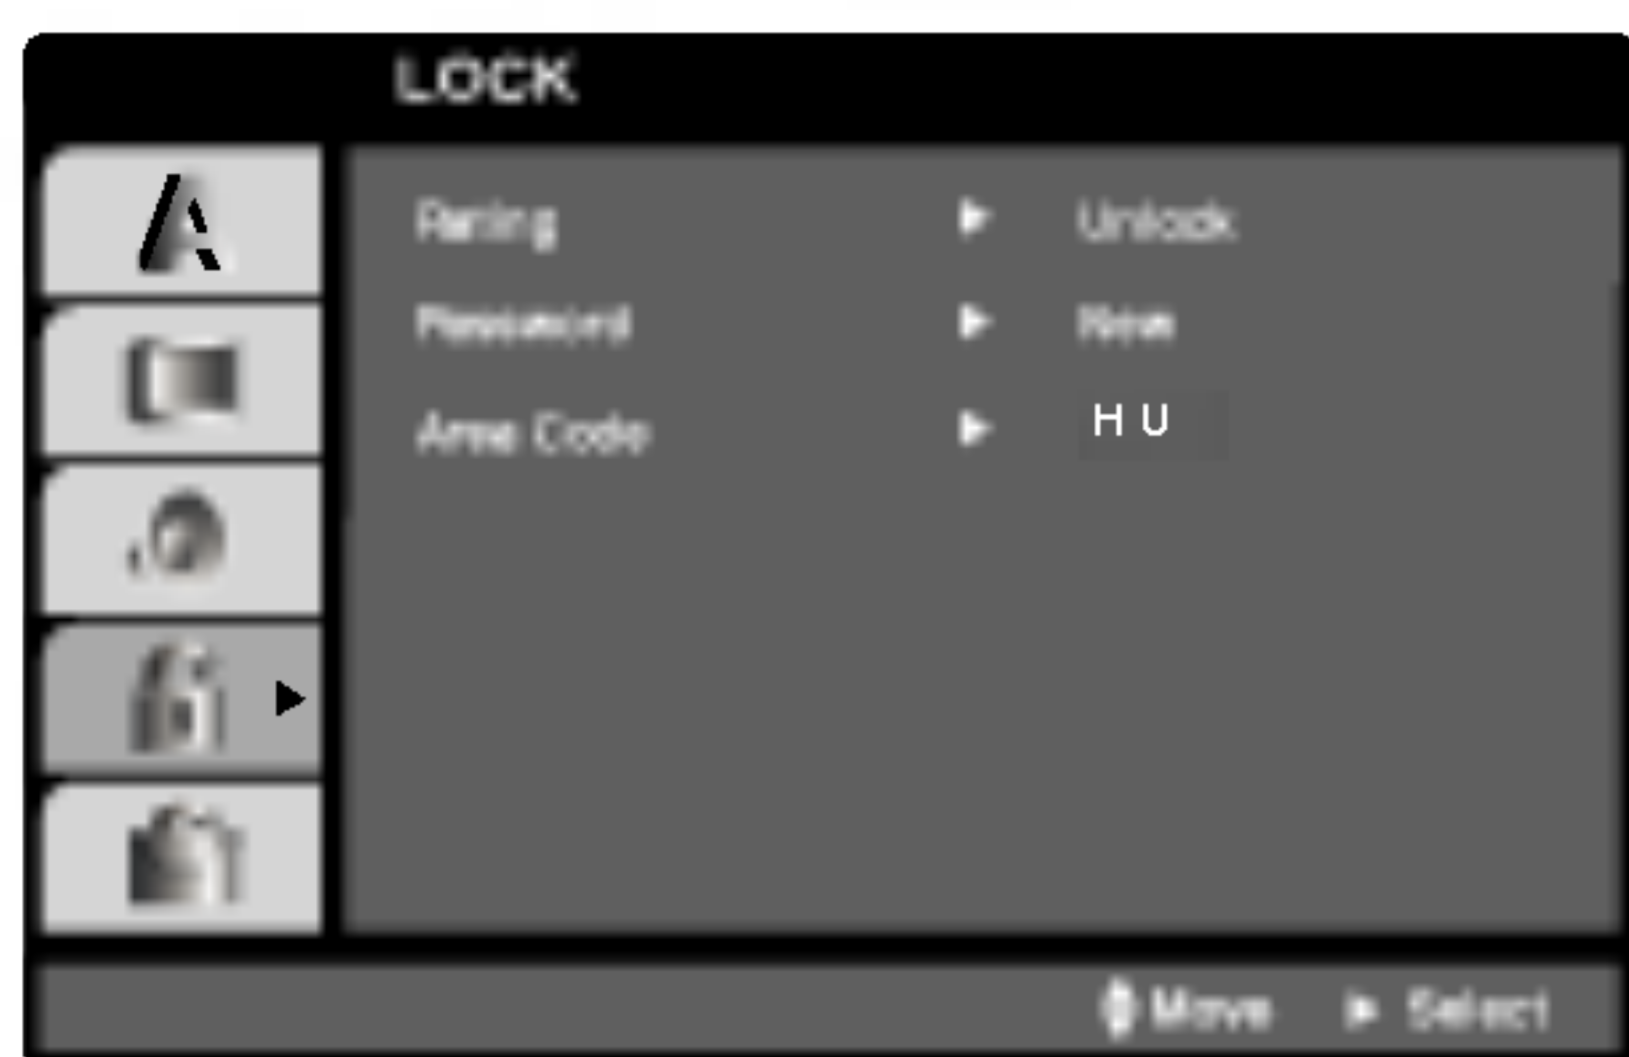 LOCK
Rating ▶ Unlock
Password ▶ New
Area Code ▶ H U
Move ▶ Select